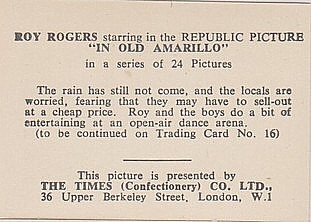 ROY ROGERS starring in the REPUBLIC PICTURE
"IN OLD AMARILLO"
in a series of 24 Pictures
The rain has still not come, and the locals are
worried, fearing that they may have to sell-out
at a cheap price. Roy and the boys do a bit of
entertaining at an open-air dance arena.
(to be continued on Trading Card No. 16)
This picture is presented by
THE TIMES (Confectionery) CO. LTD.,
36 Upper Berkeley Street, London, W.1